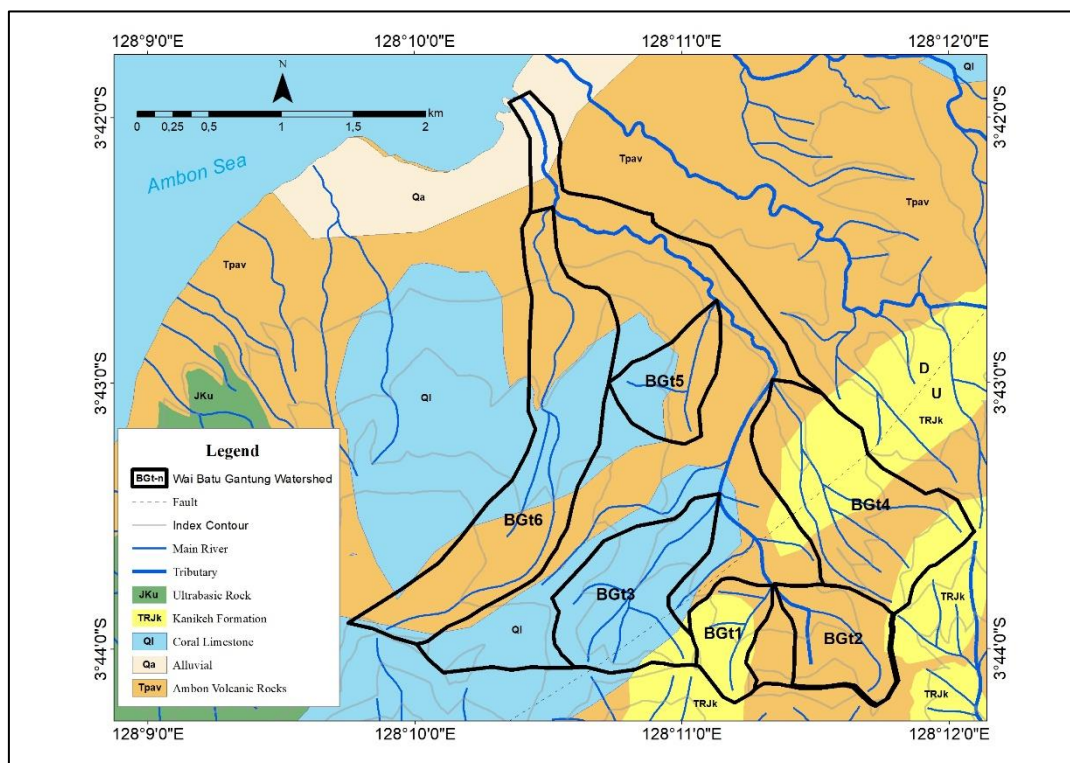 128°9'0"E
128°10'0"E
128°11'0"E
128°12'0"E
N
km
0 0,25 0,5 1 1,5 2
Ql
3°42'0"S
3°42'0"S
Tpav
Ambon Sea
Qa
Tpav
Tpav
D
U
BGt5
3°43'0"S
3°43'0"S
JKu
Ql
TRJk
Legend
BGt-n Wai Batu Gantung Watershed
Fault
Index Contour
Main River
Tributary
JKu Ultrabasic Rock
TRJk Kanikeh Formation
Ql Coral Limestone
Qa Alluvial
Tpav Ambon Volcanic Rocks
BGt4
BGt6
BGt3
TRJk
Ql
BGt1
BGt2
3°44'0"S
3°44'0"S
TRJk
TRJk
128°9'0"E
128°10'0"E
128°11'0"E
128°12'0"E